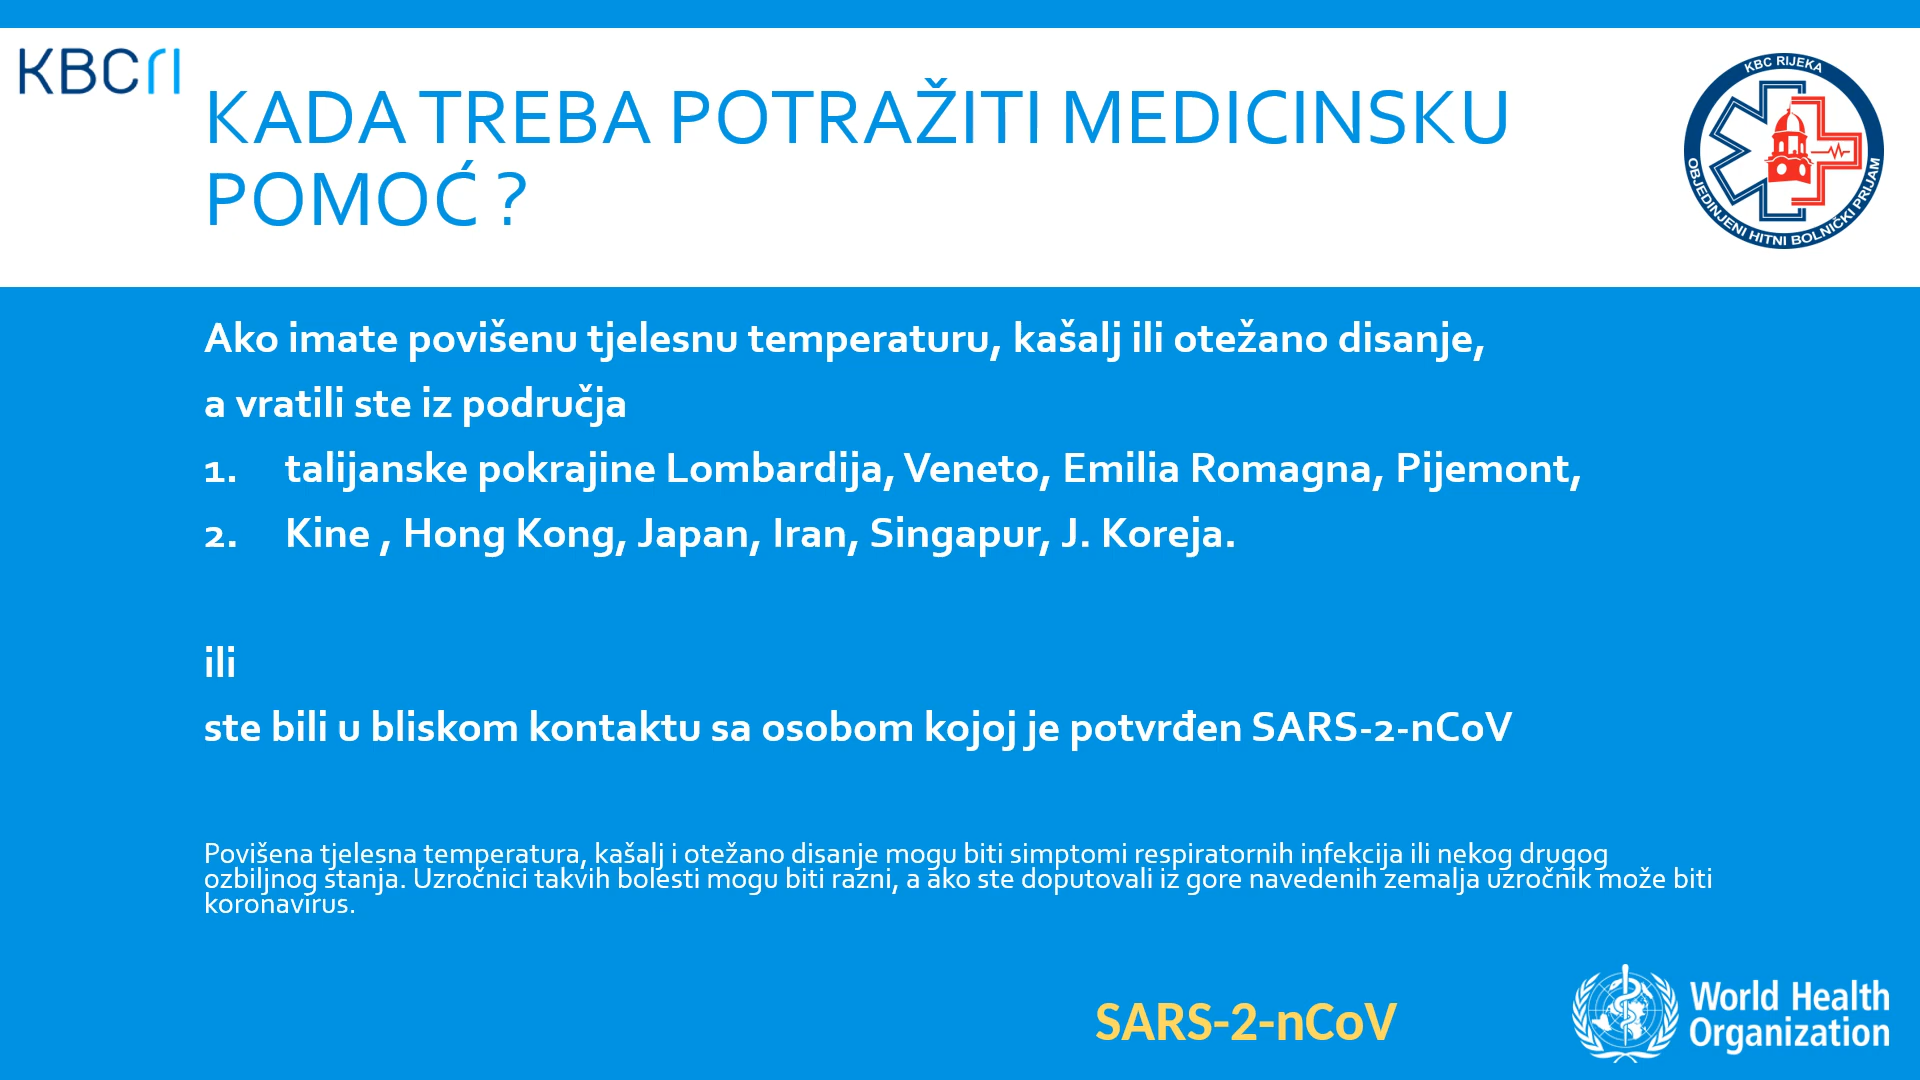 KBCRI
KADA TREBA POTRAŽITI MEDICINSKU
POMOĆ ?
KBC RIJEKA
OBJEDINJENI HITNI BOLNIČKI PRIJAM
Ako imate povišenu tjelesnu temperaturu, kašalj ili otežano disanje,
a vratili ste iz područja
1. talijanske pokrajine Lombardija, Veneto, Emilia Romagna, Pijemont,
2. Kine , Hong Kong, Japan, Iran, Singapur, J. Koreja.
ili
ste bili u bliskom kontaktu sa osobom kojoj je potvrđen SARS-2-nCoV
Povišena tjelesna temperatura, kašalj i otežano disanje mogu biti simptomi respiratornih infekcija ili nekog drugog
ozbiljnog stanja. Uzročnici takvih bolesti mogu biti razni, a ako ste doputovali iz gore navedenih zemalja uzročnik može biti
koronavirus.
SARS-2-nCoV
World Health
Organization